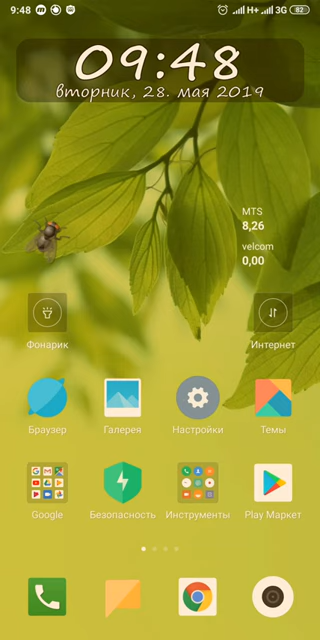 9:48 H+ 3G 82
09:48
вторник, 28. мая 2019
MTS
8,26
velcom
0,00
Фонарик Интернет
Браузер Галерея Настройки Темы
Google Безопасность Инструменты Play Маркет